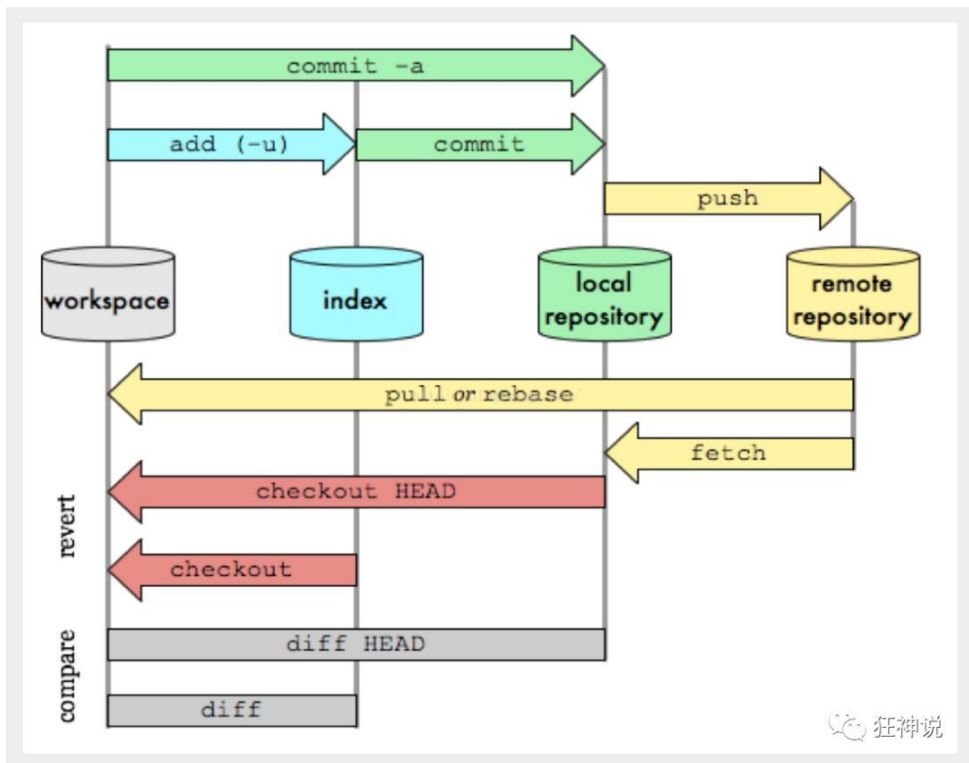 commit -a
add (-u)
commit
push
workspace
index
local
repository
remote
repository
pull or rebase
fetch
revert
checkout HEAD
checkout
compare
diff HEAD
diff
狂神说